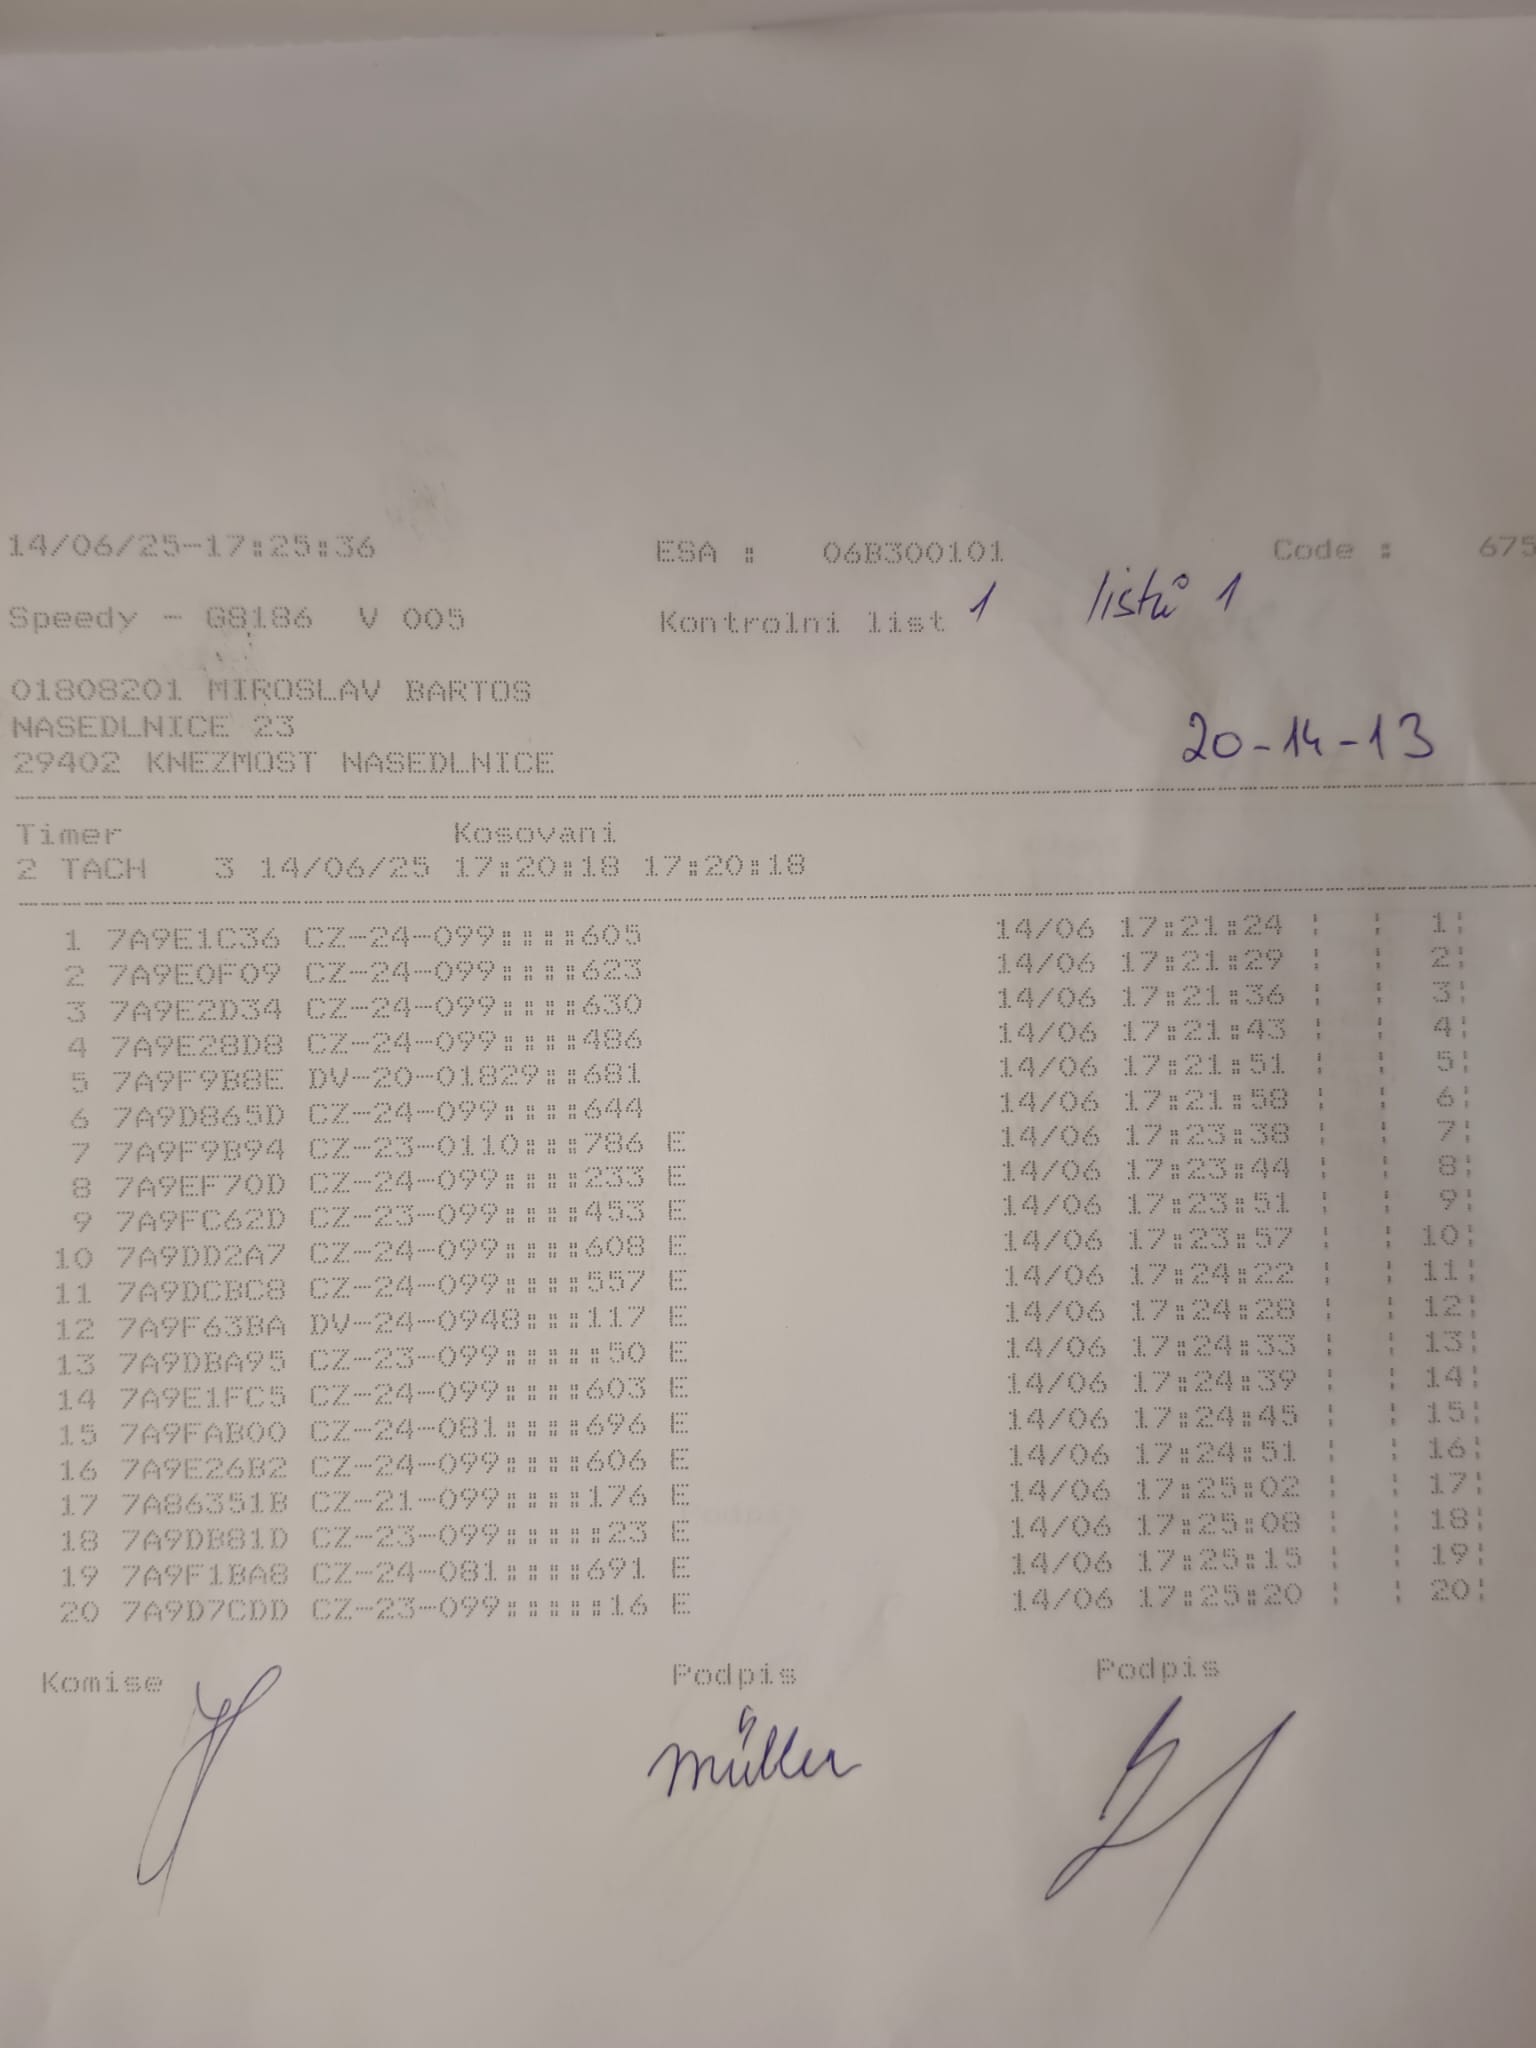 14/06/25-17:25:36 ESA : 06B300101 Code : 675
Speedy - G8186 V 005 Kontrolni list 1 listů 1
01808201 MIROSLAV BARTOS
NASEDLNICE 23
29402 KNEZMOST NASEDLNICE
20-14-13
Timer Kosovani
2 TACH 3 14/06/25 17:20:18 17:20:18
1 7A9E1C36 CZ-24-099::::605 14/06 17:21:24 ¦ ¦ 1¦
2 7A9E0F09 CZ-24-099::::623 14/06 17:21:29 ¦ ¦ 2¦
3 7A9E2D34 CZ-24-099::::630 14/06 17:21:36 ¦ ¦ 3¦
4 7A9E28D8 CZ-24-099::::486 14/06 17:21:43 ¦ ¦ 4¦
5 7A9F9B8E DV-20-01829::681 14/06 17:21:51 ¦ ¦ 5¦
6 7A9D865D CZ-24-099::::644 14/06 17:21:58 ¦ ¦ 6¦
7 7A9F9B94 CZ-23-0110:::786 E 14/06 17:23:38 ¦ ¦ 7¦
8 7A9EF70D CZ-24-099::::233 E 14/06 17:23:44 ¦ ¦ 8¦
9 7A9FC62D CZ-23-099::::453 E 14/06 17:23:51 ¦ ¦ 9¦
10 7A9DD2A7 CZ-24-099::::608 E 14/06 17:23:57 ¦ ¦ 10¦
11 7A9DCBC8 CZ-24-099::::557 E 14/06 17:24:22 ¦ ¦ 11¦
12 7A9F63BA DV-24-0948:::117 E 14/06 17:24:28 ¦ ¦ 12¦
13 7A9DBA95 CZ-23-099:::::50 E 14/06 17:24:33 ¦ ¦ 13¦
14 7A9E1FC5 CZ-24-099::::603 E 14/06 17:24:39 ¦ ¦ 14¦
15 7A9FAB00 CZ-24-081::::696 E 14/06 17:24:45 ¦ ¦ 15¦
16 7A9E26B2 CZ-24-099::::606 E 14/06 17:24:51 ¦ ¦ 16¦
17 7A86351B CZ-21-099::::176 E 14/06 17:25:02 ¦ ¦ 17¦
18 7A9DB81D CZ-23-099:::::23 E 14/06 17:25:08 ¦ ¦ 18¦
19 7A9F1BA8 CZ-24-081::::691 E 14/06 17:25:15 ¦ ¦ 19¦
20 7A9D7CDD CZ-23-099:::::16 E 14/06 17:25:20 ¦ ¦ 20¦
Komise Podpis Podpis
Müller